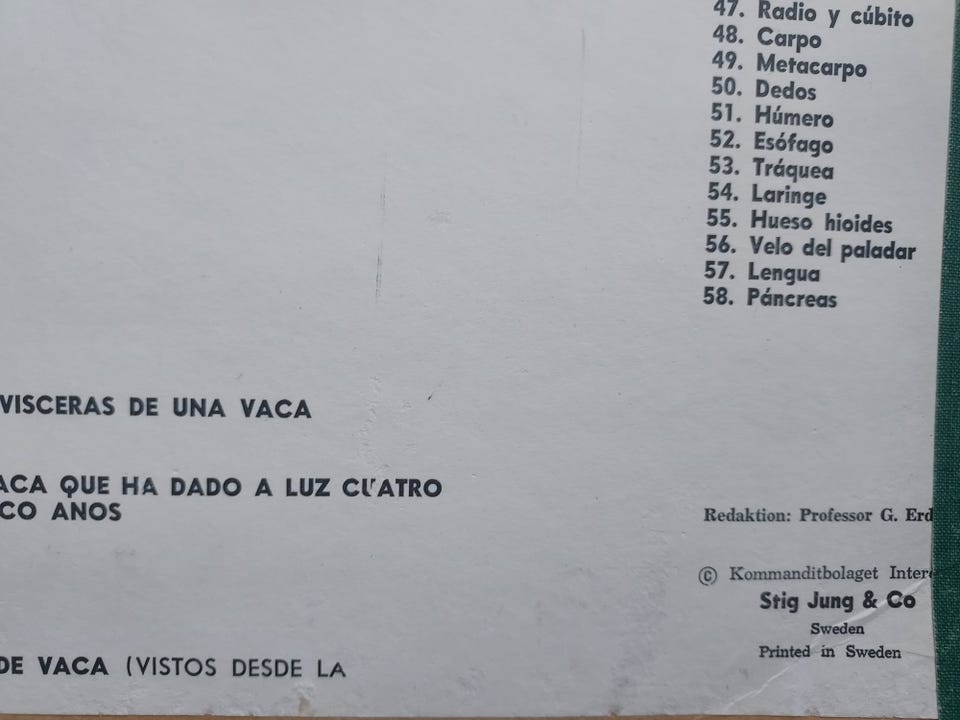 47. Radio y cúbito
48. Carpo
49. Metacarpo
50. Dedos
51. Húmero
52. Esófago
53. Tráquea
54. Laringe
55. Hueso hioides
56. Velo del paladar
57. Lengua
58. Páncreas
VISCERAS DE UNA VACA
ACA QUE HA DADO A LUZ CUATRO
CO ANOS
Redaktion: Professor G. Erd
© Kommanditbolaget Inter
Stig Jung & Co
Sweden
Printed in Sweden
DE VACA (VISTOS DESDE LA